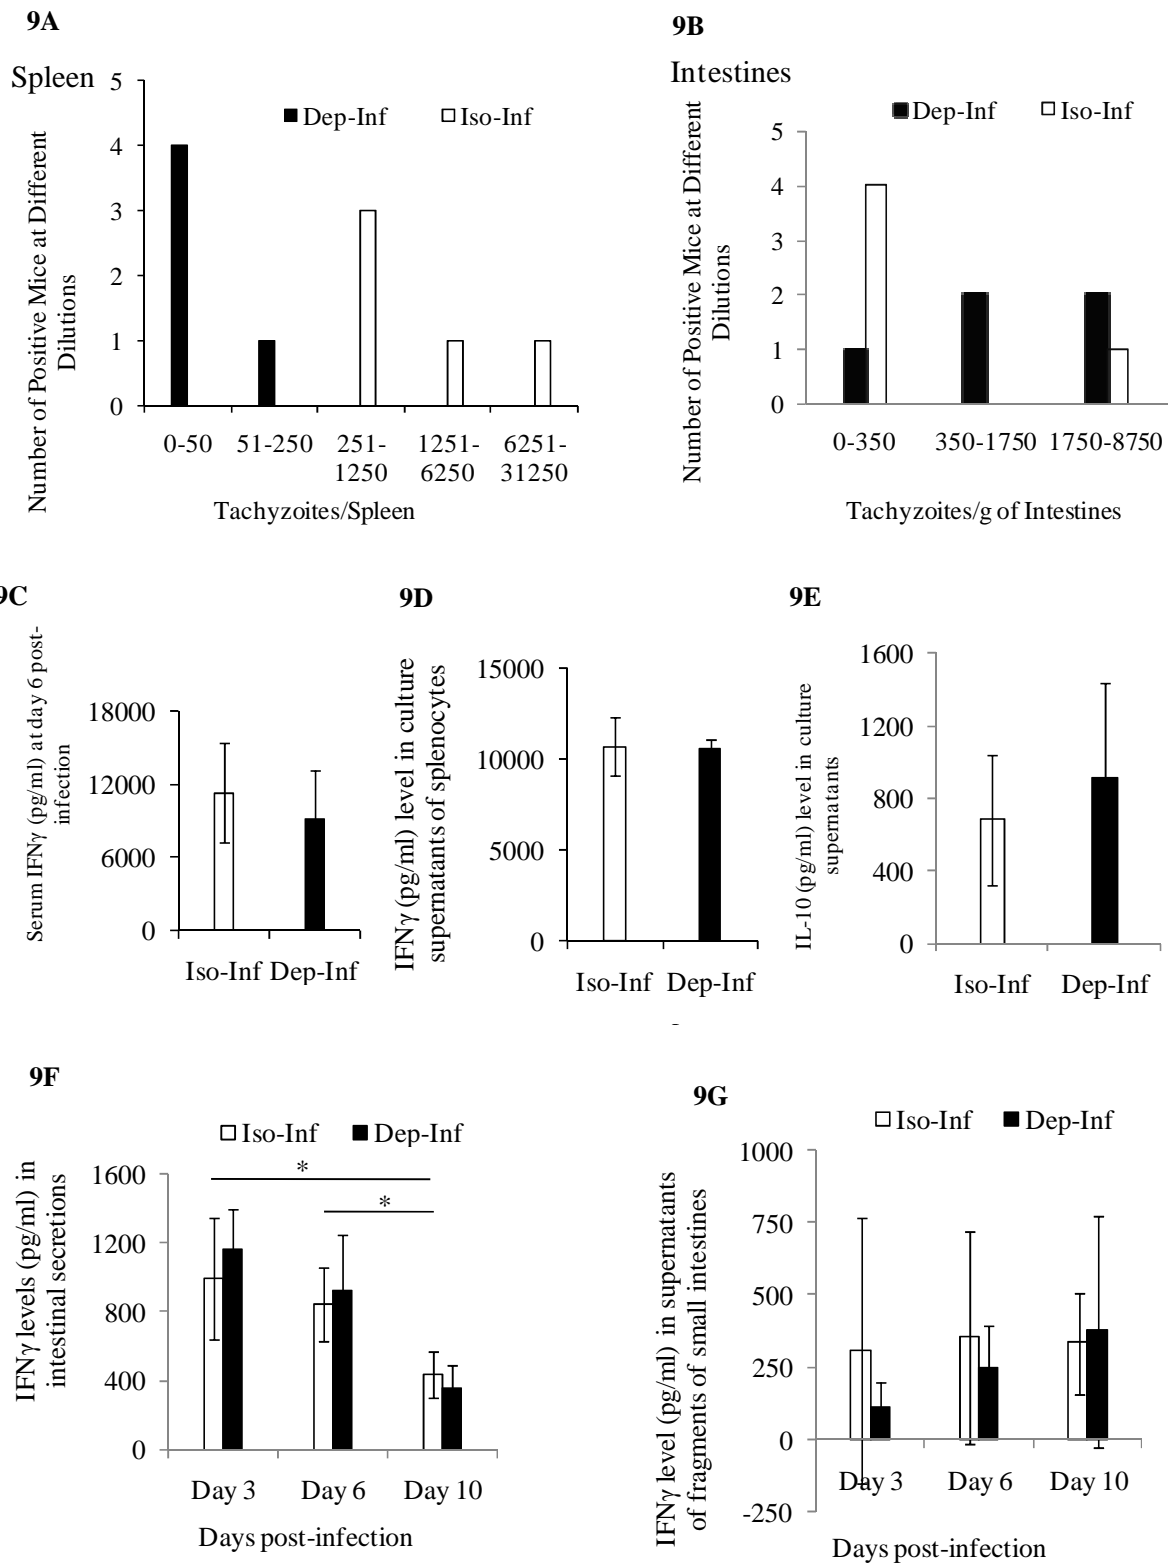 9A
Spleen
Number of Positive Mice at Different
Dilutions
5
4
3
2
1
0
Dep-Inf
Iso-Inf
0-50
51-250
251-
1250
1251-
6250
6251-
31250
Tachyzoites/Spleen
9B
Intestines
Number of Positive Mice at Different
Dilutions
5
4
3
2
1
0
Dep-Inf
Iso-Inf
0-350
350-1750
1750-8750
Tachyzoites/g of Intestines
9C
Serum IFNγ (pg/ml) at day 6 post-
infection
18000
12000
6000
0
Iso-Inf Dep-Inf
9D
IFNγ (pg/ml) level in culture
supernatants of splenocytes
15000
10000
5000
0
Iso-Inf Dep-Inf
9E
IL-10 (pg/ml) level in culture
supernatants
1600
1200
800
400
0
Iso-Inf
Dep-Inf
9F
IFNγ levels (pg/ml) in
intestinal secretions
1600
1200
800
400
0
Iso-Inf
Dep-Inf
*
*
Day 3
Day 6
Day 10
Days post-infection
9G
IFNγ level (pg/ml) in supernatants
of fragments of small intestines
1000
750
500
250
0
-250
Iso-Inf
Dep-Inf
Day 3
Day 6
Day 10
Days post-infection